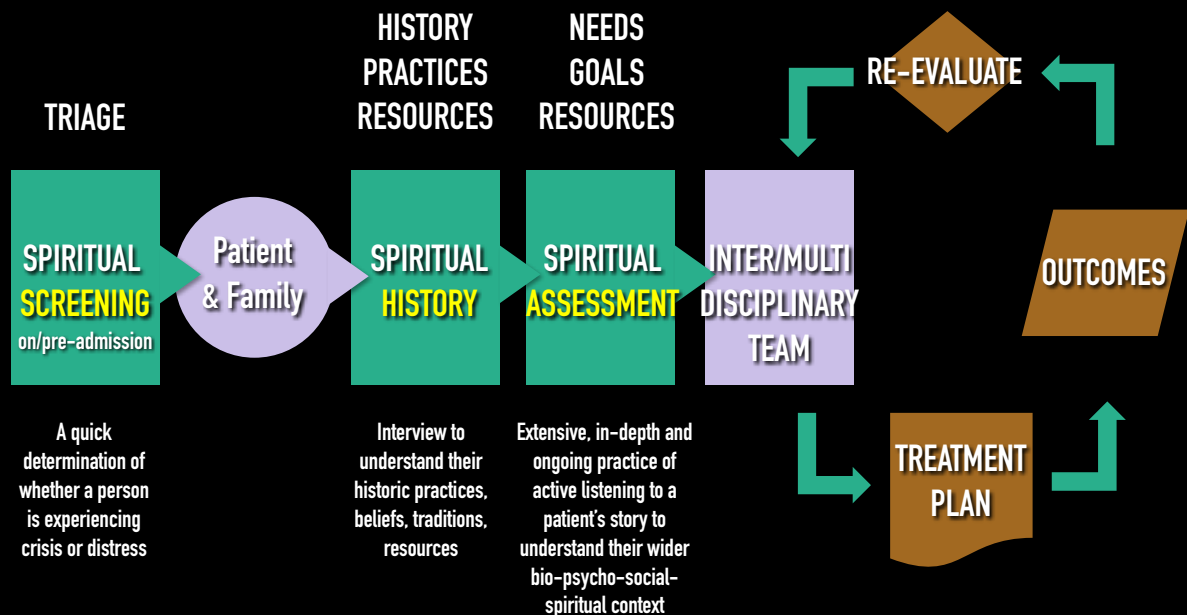 TRIAGE
SPIRITUAL
SCREENING
on/pre-admission
A quick
determination of
whether a person
is experiencing
crisis or distress
Patient
& Family
HISTORY
PRACTICES
RESOURCES
SPIRITUAL
HISTORY
Interview to
understand their
historic practices,
beliefs, traditions,
resources
NEEDS
GOALS
RESOURCES
SPIRITUAL
ASSESSMENT
Extensive, in-depth and
ongoing practice of
active listening to a
patient's story to
understand their wider
bio-psycho-social-
spiritual context
INTER/MULTI
DISCIPLINARY
TEAM
TREATMENT
PLAN
OUTCOMES
RE-EVALUATE